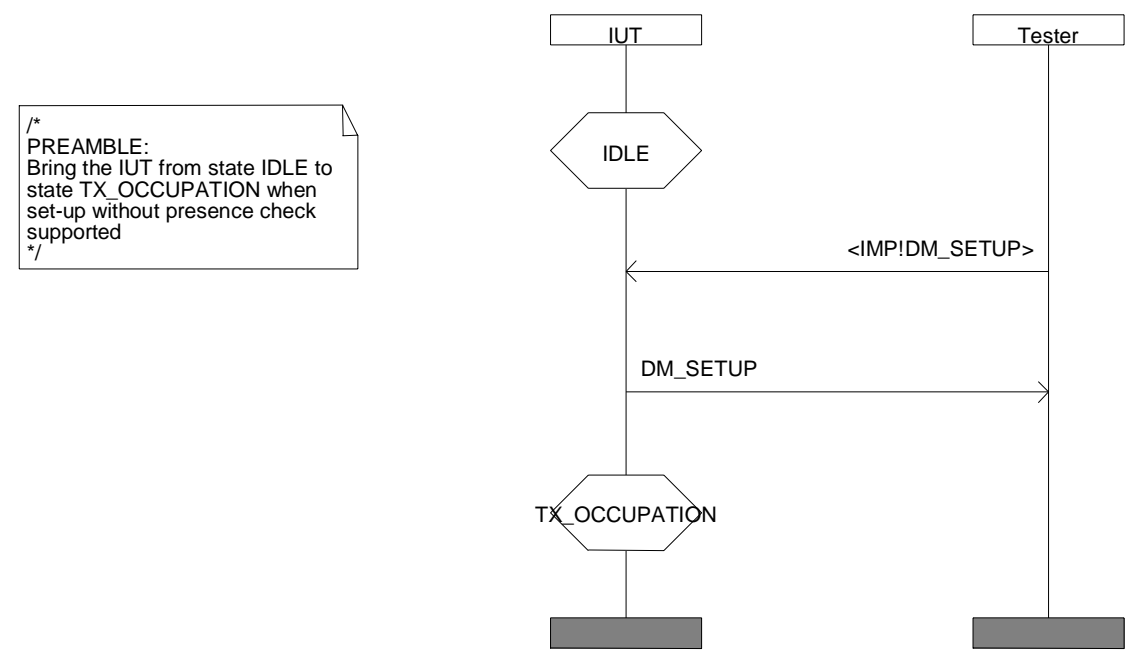 IUT
Tester
/*
PREAMBLE:
Bring the IUT from state IDLE to
state TX_OCCUPATION when
set-up without presence check
supported
*/
IDLE
<IMP!DM_SETUP>
DM_SETUP
TX_OCCUPATION